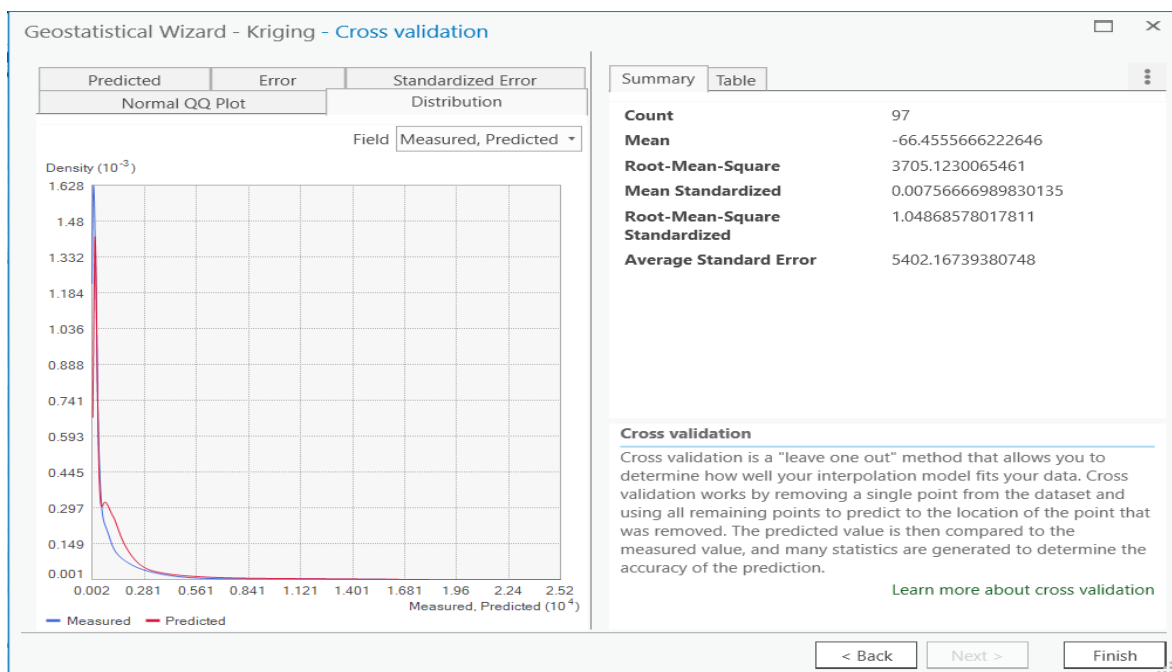 Geostatistical Wizard - Kriging - Cross validation
Predicted
Error
Standardized Error
Normal QQ Plot
Distribution
Field Measured, Predicted
Density (10-3)
1.628
1.48
1.332
1.184
1.036
0.888
0.741
0.593
0.445
0.297
0.149
0.001
0.002 0.281 0.561 0.841 1.121 1.401 1.681 1.96 2.24 2.52
Measured, Predicted (104)
Measured Predicted
Summary
Table
Count 97
Mean -66.4555666222646
Root-Mean-Square 3705.1230065461
Mean Standardized 0.00756666989830135
Root-Mean-Square 1.04868578017811
Standardized
Average Standard Error 5402.16739380748
Cross validation
Cross validation is a "leave one out" method that allows you to
determine how well your interpolation model fits your data. Cross
validation works by removing a single point from the dataset and
using all remaining points to predict to the location of the point that
was removed. The predicted value is then compared to the
measured value, and many statistics are generated to determine the
accuracy of the prediction.
Learn more about cross validation
< Back
Next >
Finish